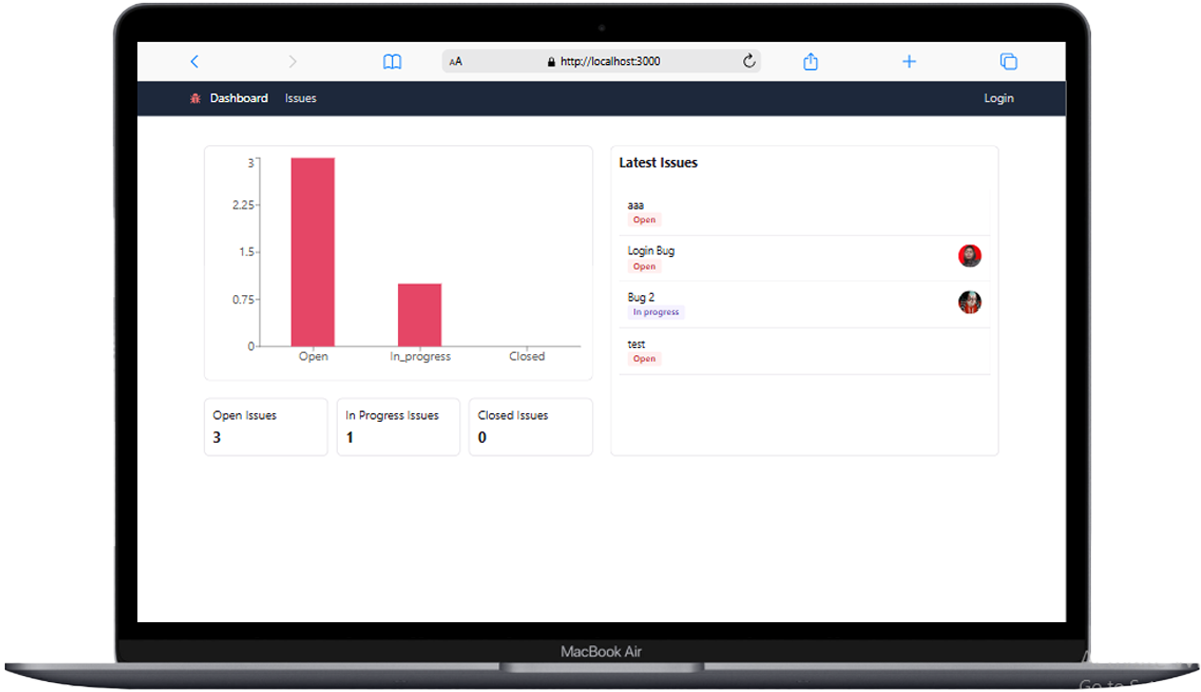 AA http://localhost:3000
Dashboard Issues Login
3
2.25
1.5
0.75
0
Open In_progress Closed
Open Issues
3
In Progress Issues
1
Closed Issues
0
Latest Issues
aaa
Open
Login Bug
Open
Bug 2
In progress
test
Open
MacBook Air
Go to